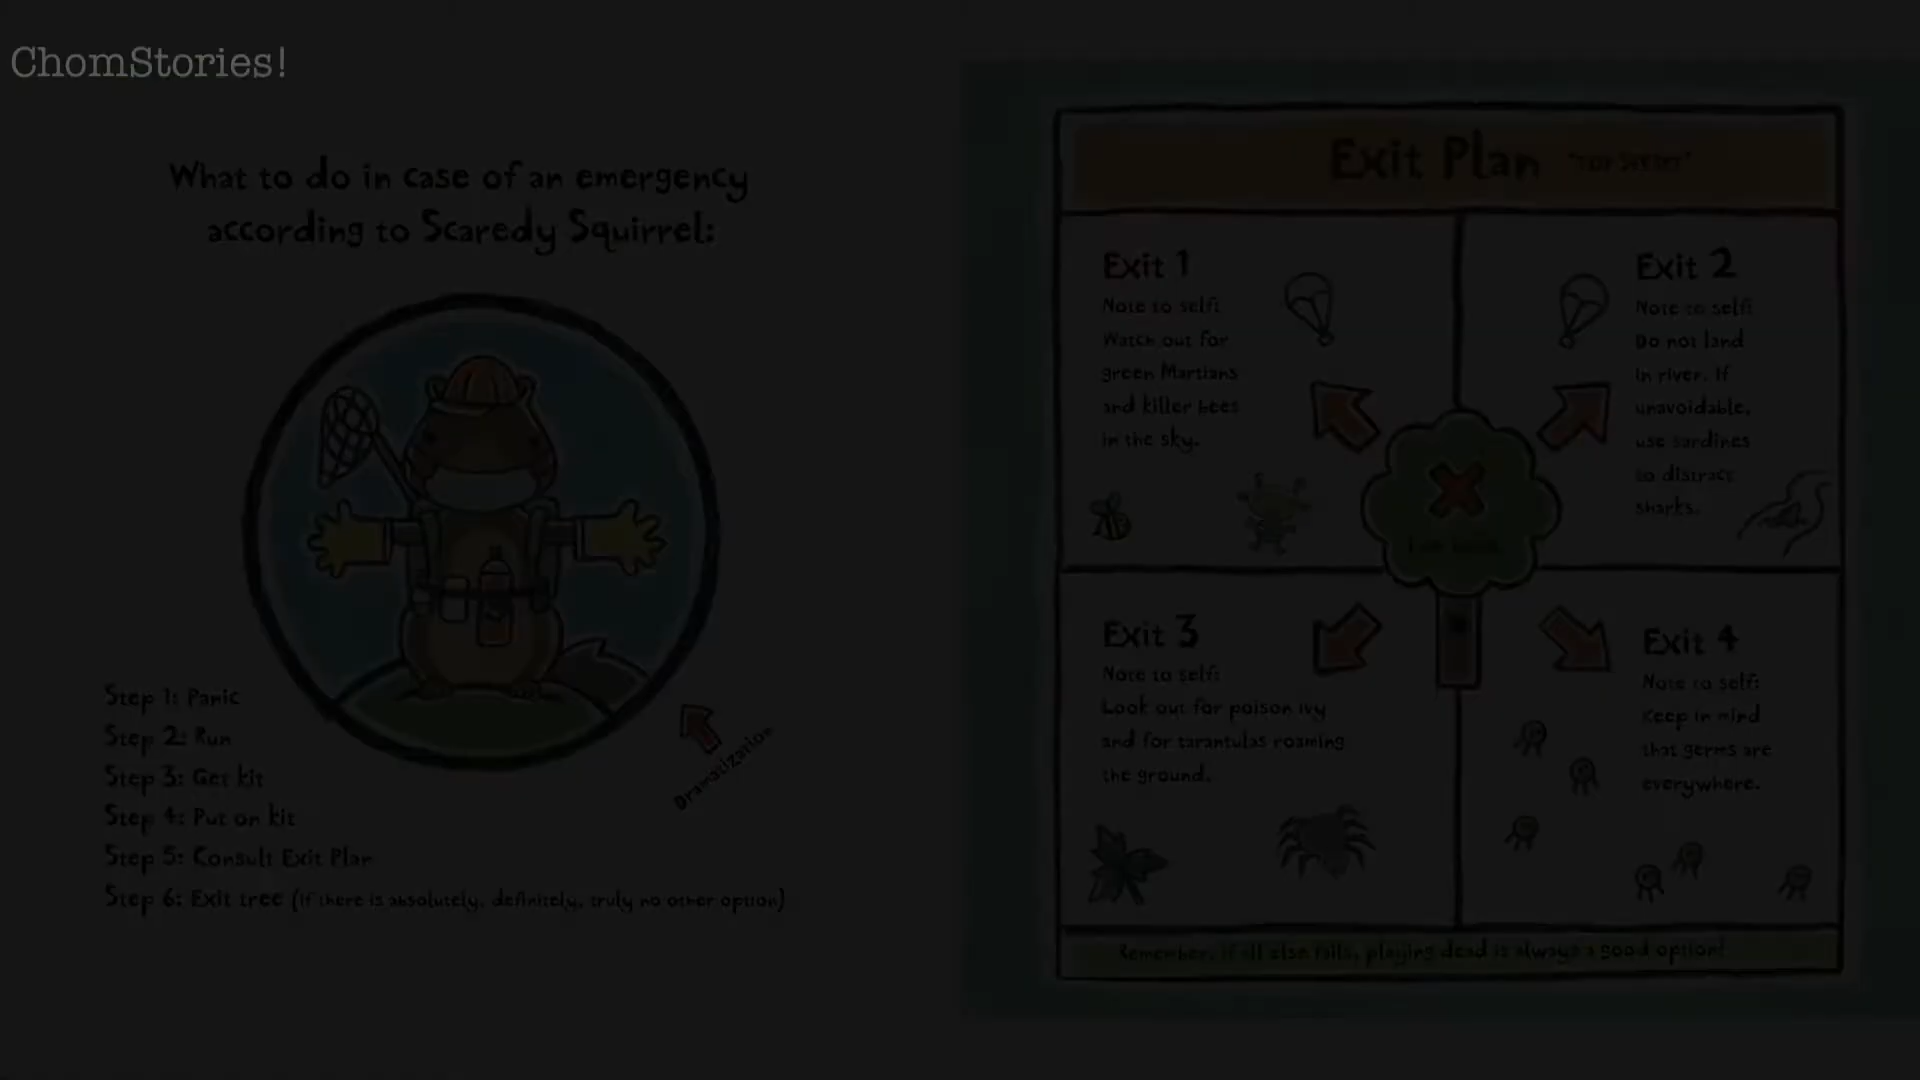 ChomStories!
What to do in case of an emergency
according to Scaredy Squirrel:
Step 1: Panic
Step 2: Run
Step 3: Get kit
Step 4: Put on kit
Step 5: Consult Exit Plan
Step 6: Exit tree (if there is absolutely, definitely, truly no other option)
Dramatization
Exit Plan "TOP SECRET"
Exit 1
Note to self:
Watch out for
green Martians
and killer bees
in the sky.
Exit 2
Note to self:
Do not land
in river. If
unavoidable,
use sardines
to distract
sharks.
Exit 3
Note to self:
Look out for poison ivy
and for tarantulas roaming
the ground.
Exit 4
Note to self:
Keep in mind
that germs are
everywhere.
Remember, if all else fails, playing dead is always a good option!